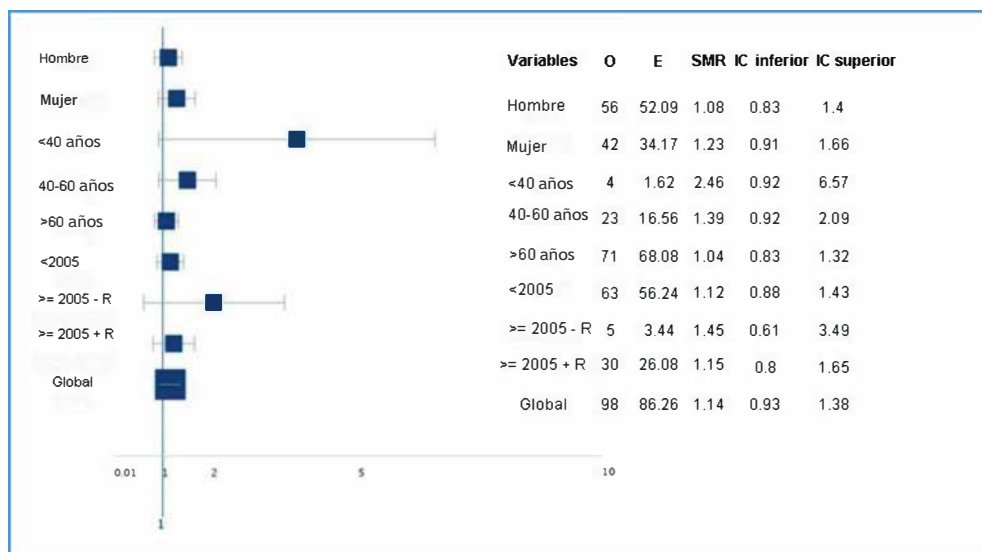 Hombre
Mujer
<40 años
40-60 años
>60 años
<2005
>= 2005 - R
>= 2005 + R
Global
0.01 1 2 5 10
1
Variables O E SMR IC inferior IC superior
Hombre 56 52.09 1.08 0.83 1.4
Mujer 42 34.17 1.23 0.91 1.66
<40 años 4 1.62 2.46 0.92 6.57
40-60 años 23 16.56 1.39 0.92 2.09
>60 años 71 68.08 1.04 0.83 1.32
<2005 63 56.24 1.12 0.88 1.43
>= 2005 - R 5 3.44 1.45 0.61 3.49
>= 2005 + R 30 26.08 1.15 0.8 1.65
Global 98 86.26 1.14 0.93 1.38